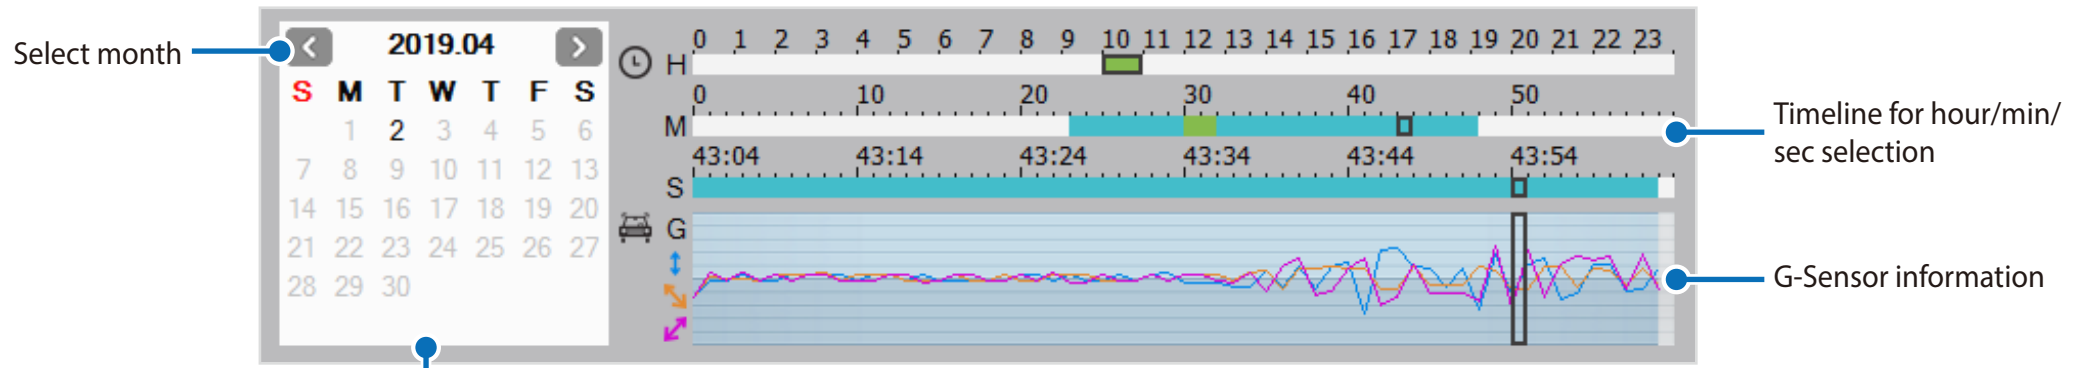 Select month
2019.04
S M T W T F S
1 2 3 4 5 6
7 8 9 10 11 12 13
14 15 16 17 18 19 20
21 22 23 24 25 26 27
28 29 30
0 1 2 3 4 5 6 7 8 9 10 11 12 13 14 15 16 17 18 19 20 21 22 23
H
0 10 20 30 40 50
M
43:04 43:14 43:24 43:34 43:44 43:54
S
G
Timeline for hour/min/
sec selection
G-Sensor information